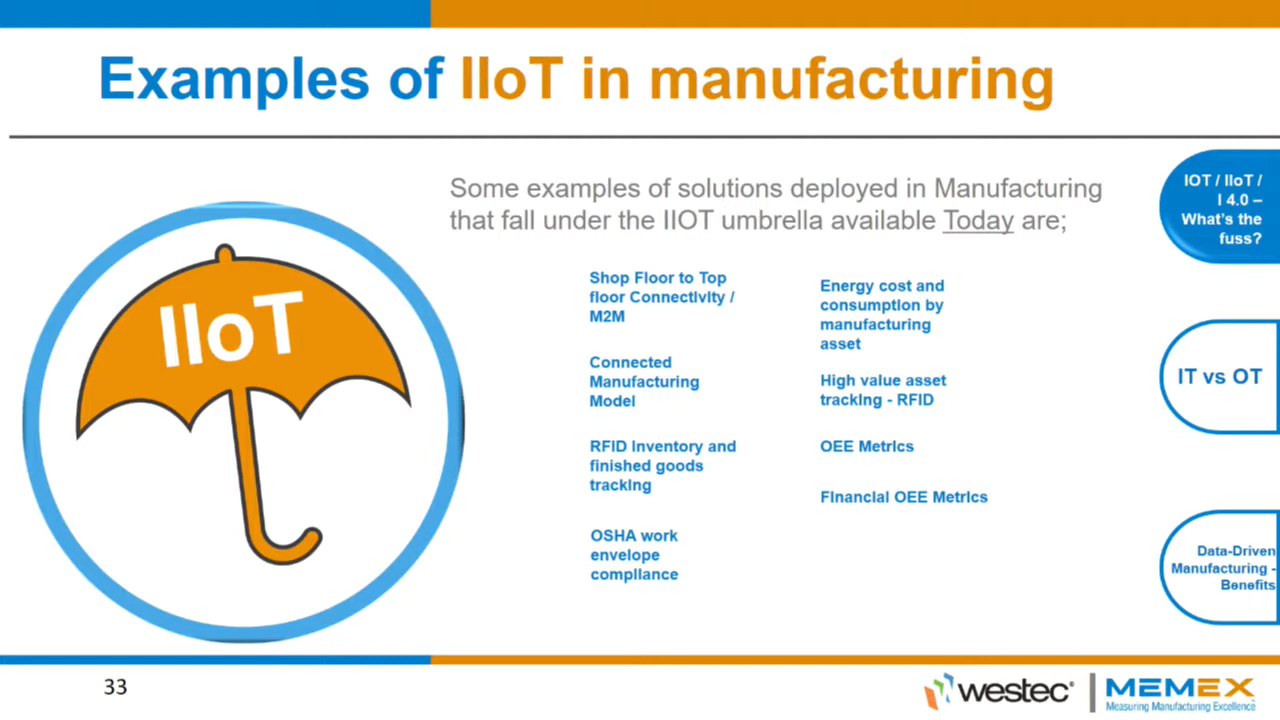 Examples of IIoT in manufacturing
Some examples of solutions deployed in Manufacturing
that fall under the IIOT umbrella available Today are;
IIoT
Shop Floor to Top
floor Connectivity /
M2M
Connected
Manufacturing
Model
RFID Inventory and
finished goods
tracking
OSHA work
envelope
compliance
Energy cost and
consumption by
manufacturing
asset
High value asset
tracking - RFID
OEE Metrics
Financial OEE Metrics
IOT / IIoT /
I 4.0 –
What's the
fuss?
IT vs OT
Data-Driven
Manufacturing -
Benefits
33
westec®
MEMEX
Measuring Manufacturing Excellence